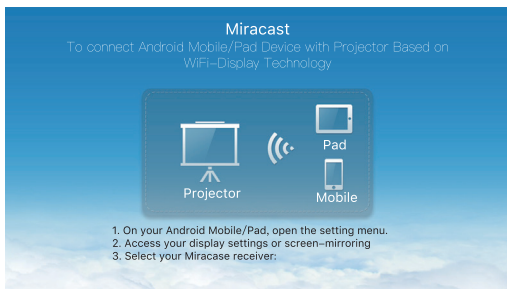 Miracast
To connect Android Mobile/Pad Device with Projector Based on
WiFi-Display Technology
Pad
Projector
Mobile
1. On your Android Mobile/Pad, open the setting menu.
2. Access your display settings or screen-mirroring
3. Select your Miracase receiver: